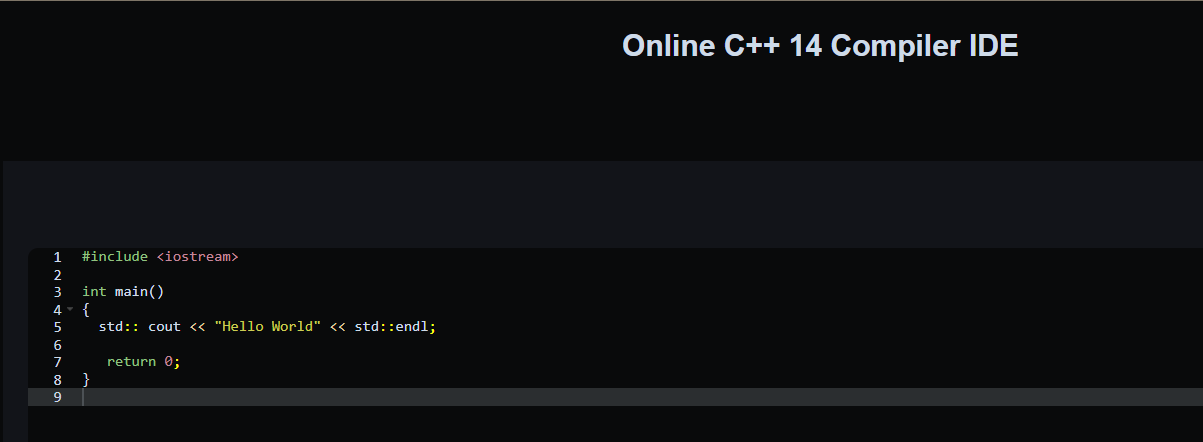 Online C++ 14 Compiler IDE
1 #include <iostream>
2
3 int main()
4 {
5   std:: cout << "Hello World" << std::endl;
6
7    return 0;
8 }
9